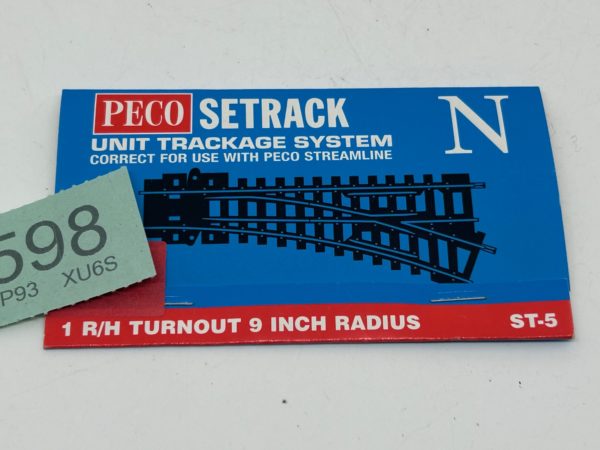 PECO SETRACK
UNIT TRACKAGE SYSTEM
CORRECT FOR USE WITH PECO STREAMLINE
N
598
P93 XU6S
1 R/H TURNOUT 9 INCH RADIUS ST-5